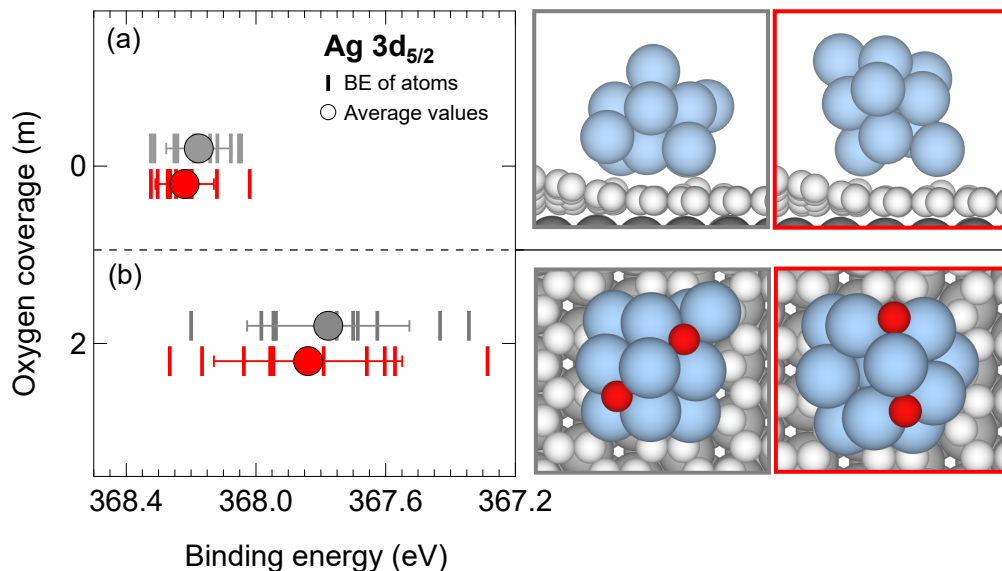 (a)
Ag 3d5/2
BE of atoms
Average values
Oxygen coverage (m)
0
(b)
2
368.4
368.0
367.6
367.2
Binding energy (eV)